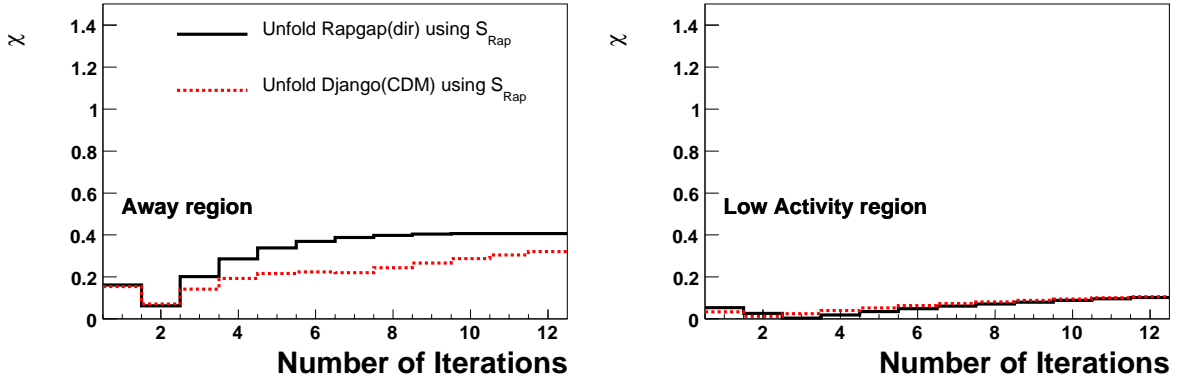 χ
1.4
1.2
1
0.8
0.6
0.4
0.2
0
Unfold Rapgap(dir) using S_Rap
Unfold Django(CDM) using S_Rap
Away region
2 4 6 8 10 12
Number of Iterations
χ
1.4
1.2
1
0.8
0.6
0.4
0.2
0
Low Activity region
2 4 6 8 10 12
Number of Iterations